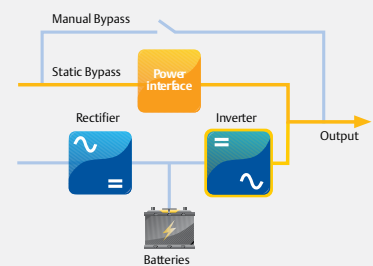 Manual Bypass
Static Bypass
Power
interface
Rectifier
Inverter
Output
Batteries